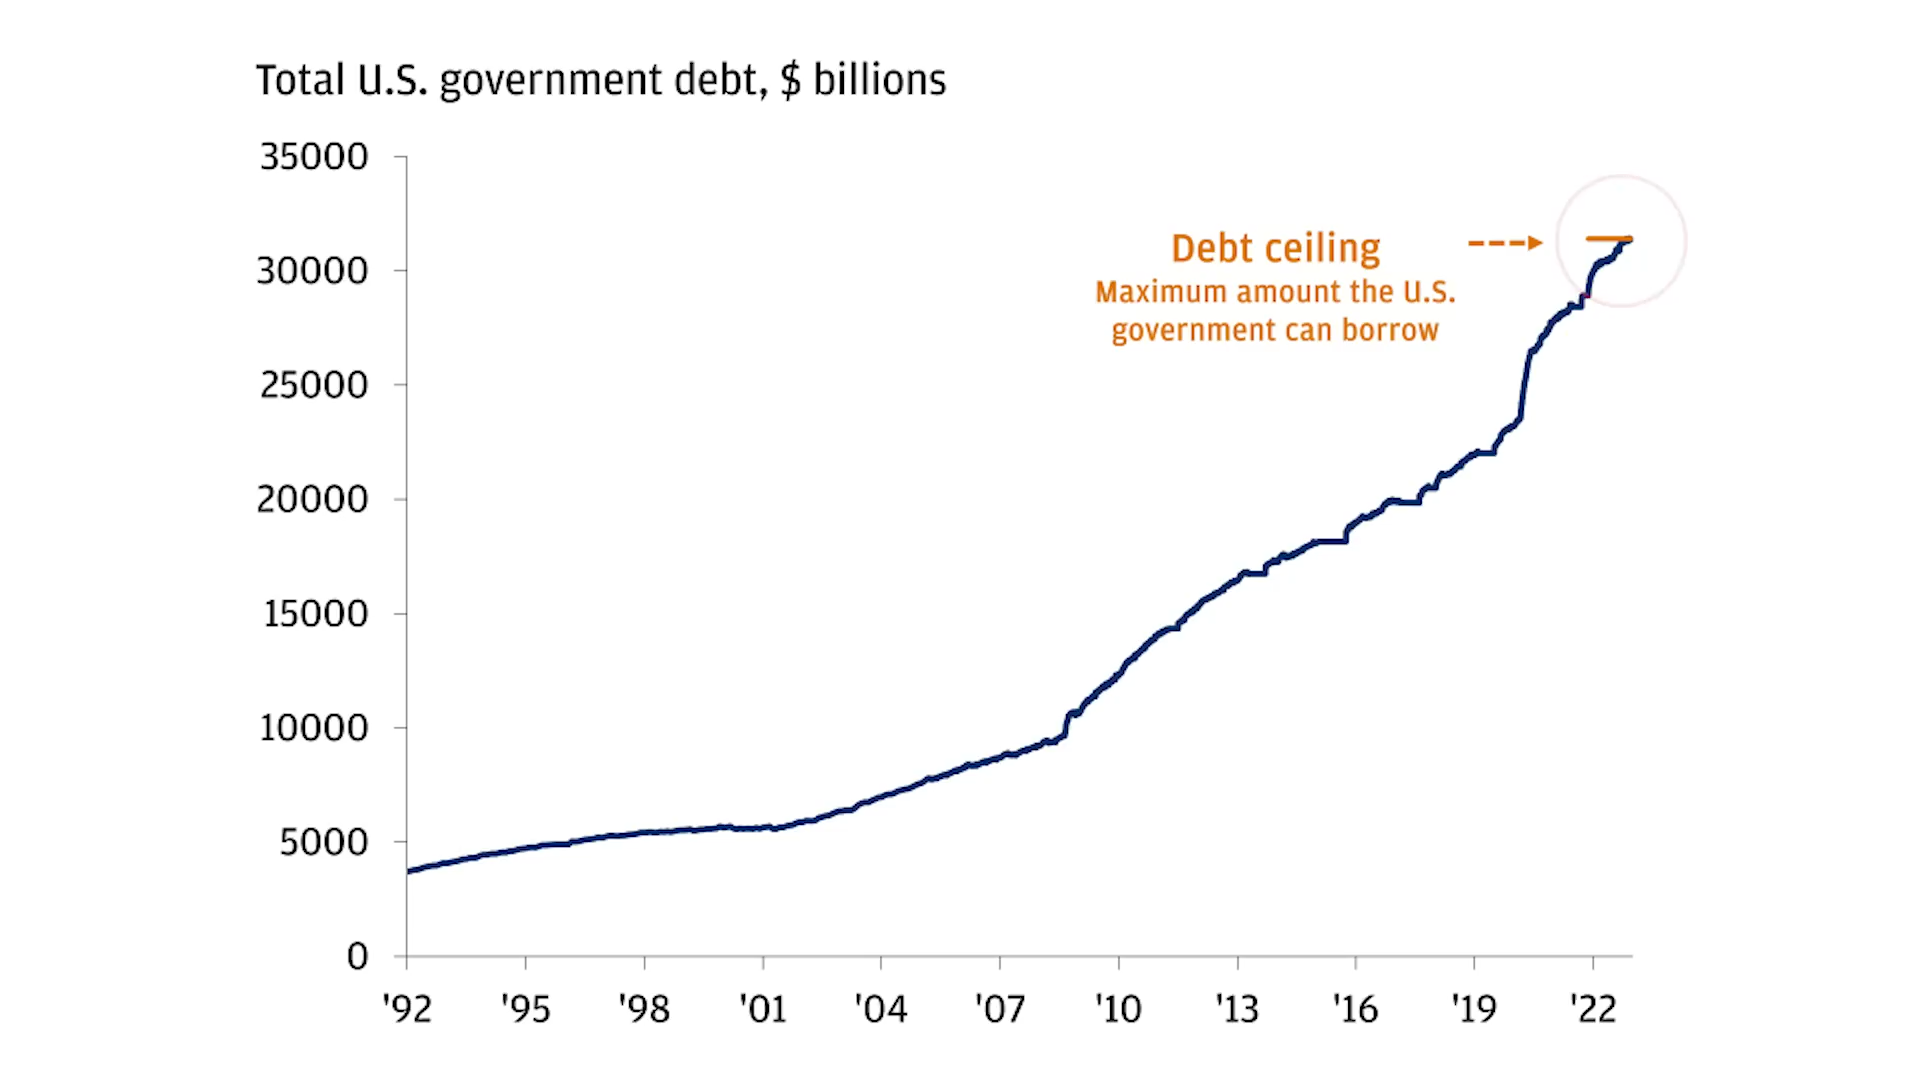 Total U.S. government debt, $ billions
35000
30000
25000
20000
15000
10000
5000
0
Debt ceiling
Maximum amount the U.S.
government can borrow
'92 '95 '98 '01 '04 '07 '10 '13 '16 '19 '22